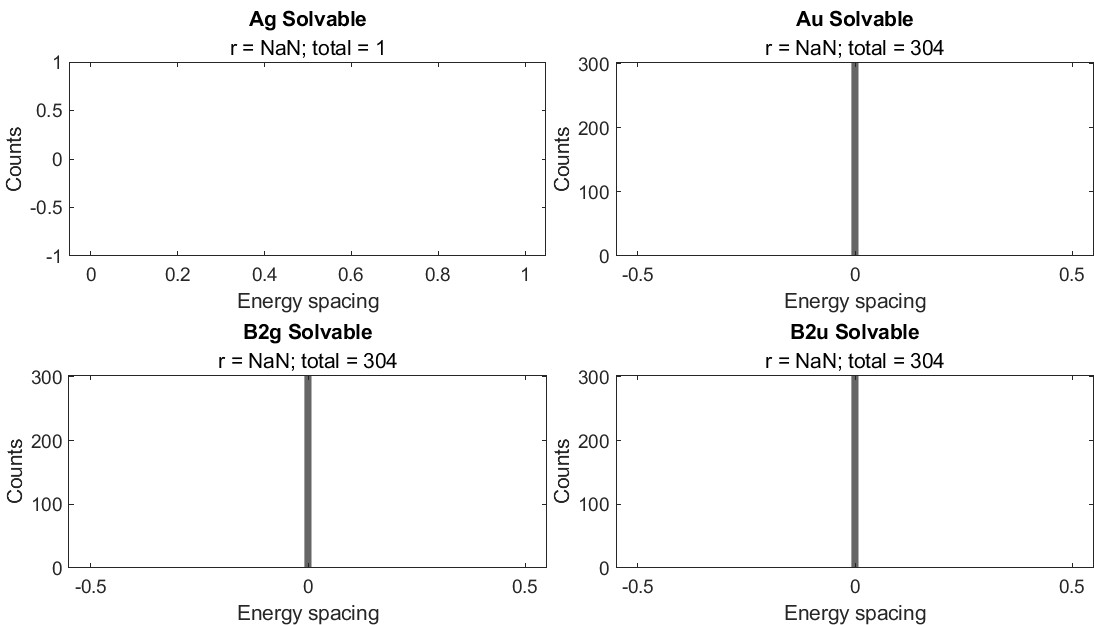 Ag Solvable
r = NaN; total = 1
1
0.5
0
-0.5
-1
Counts
0 0.2 0.4 0.6 0.8 1
Energy spacing
Au Solvable
r = NaN; total = 304
300
200
100
0
Counts
-0.5 0 0.5
Energy spacing
B2g Solvable
r = NaN; total = 304
300
200
100
0
Counts
-0.5 0 0.5
Energy spacing
B2u Solvable
r = NaN; total = 304
300
200
100
0
Counts
-0.5 0 0.5
Energy spacing